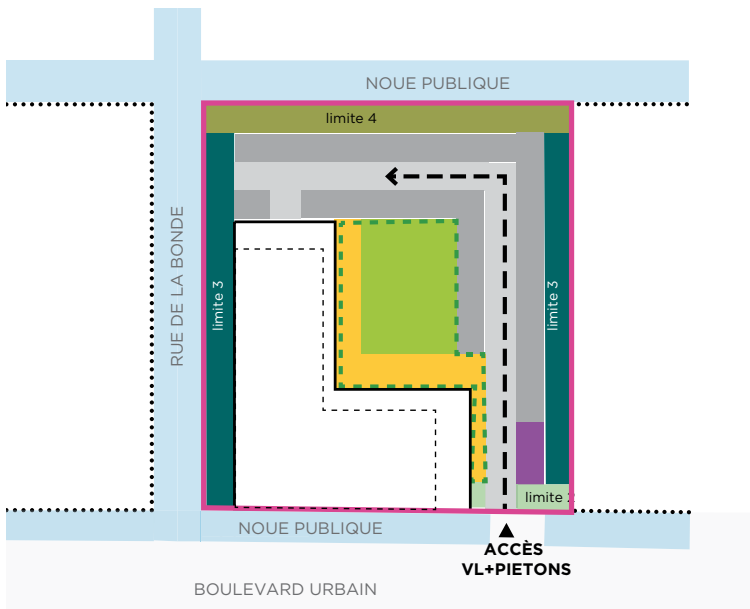 NOUE PUBLIQUE
limite 4
RUE DE LA BONDE
limite 3
limite 3
limite
NOUE PUBLIQUE
ACCÈS
VL+PIETONS
BOULEVARD URBAIN